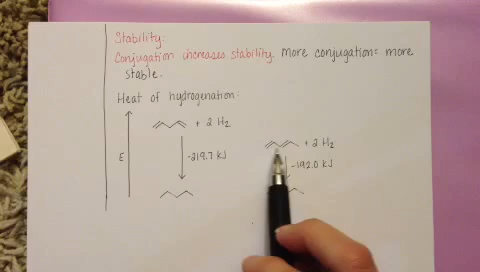 Stability:
Conjugation increases stability. more conjugation = more
stable.
Heat of hydrogenation:
+ 2 H₂
+ 2 H₂
E
-219.7 KJ
-192.0 KJ